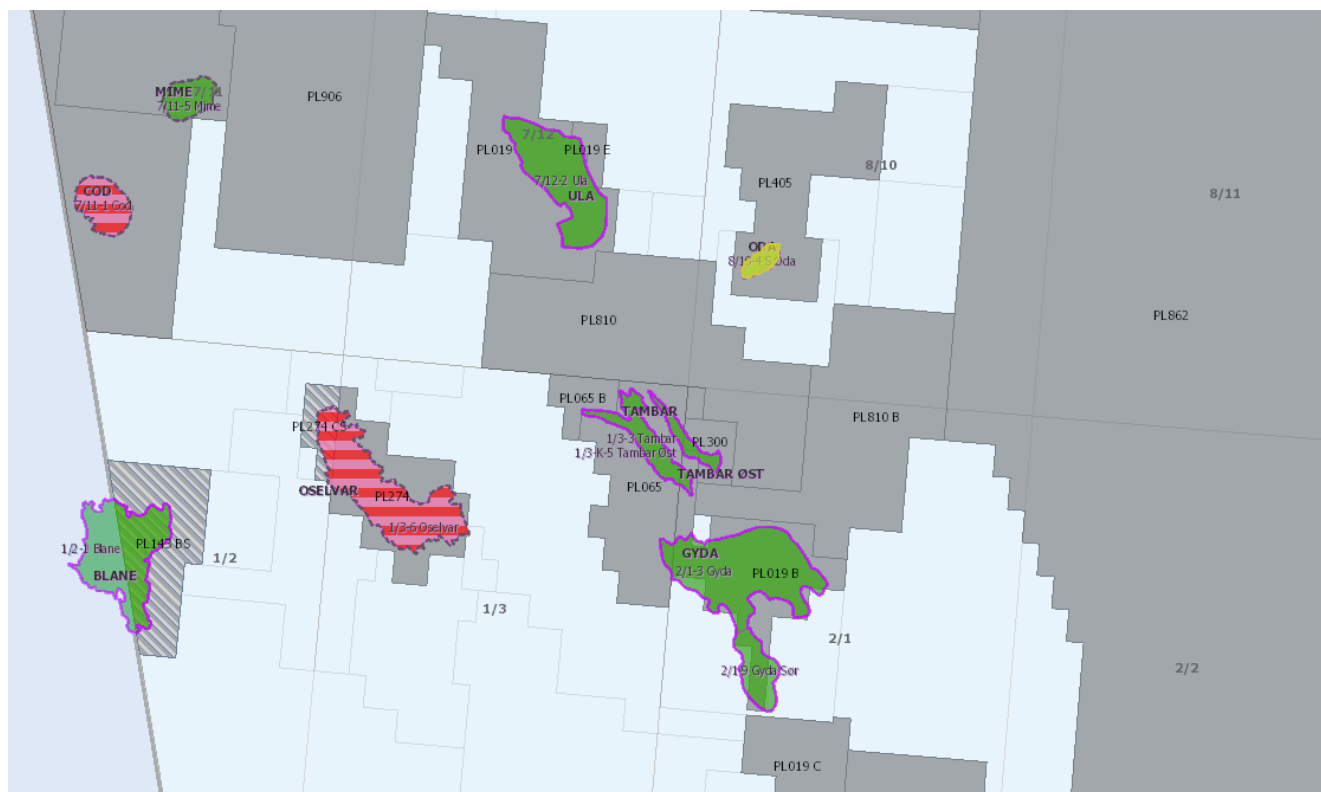 MIME 7/11
7/11-5 Mime
PL906
7/12
PL019
PL019 E
7/12-2 Ula
ULA
8/10
PL405
8/11
COD
7/11-1 Cod
ODA
8/10-4 S Oda
PL810
PL862
PL065 B
TAMBAR
PL810 B
PL274 CS
1/3-3 Tambar
PL300
1/3-K-5 Tambar Øst
TAMBAR ØST
OSELVAR
PL274
PL065
1/3-6 Oselvar
1/2-1 Blane
PL143 BS
1/2
GYDA
2/1-3 Gyda
PL019 B
BLANE
1/3
2/1
2/1-9 Gyda Sør
2/2
PL019 C